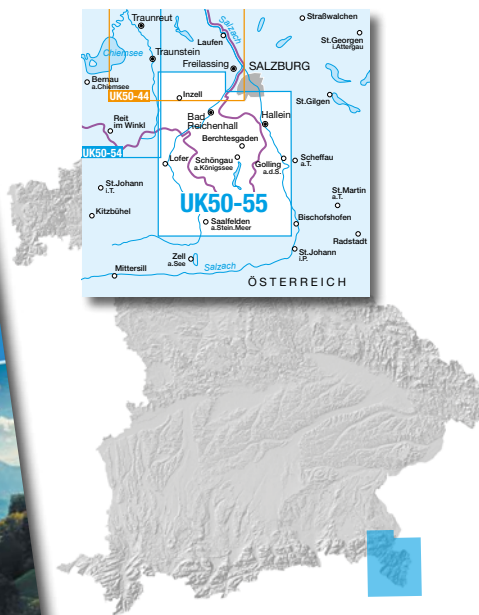 Straßwalchen
Traunreut
Salzach
Laufen
St.Georgen
i.Attergau
Chiemsee
Traunstein
Freilassing
SALZBURG
Bernau
a.Chiemsee
UK50-44
Inzell
St.Gilgen
Reit
im Winkl
Bad
Reichenhall
Hallein
Berchtesgaden
UK50-54
Lofer
Schöngau
a.Königssee
Golling
a.d.S.
Scheffau
a.T.
St.Johann
i.T.
UK50-55
St.Martin
a.T.
Kitzbühel
Saalfelden
a.Stein.Meer
Bischofshofen
Radstadt
Zell
a.See
Salzach
St.Johann
i.P.
Mittersill
ÖSTERREICH